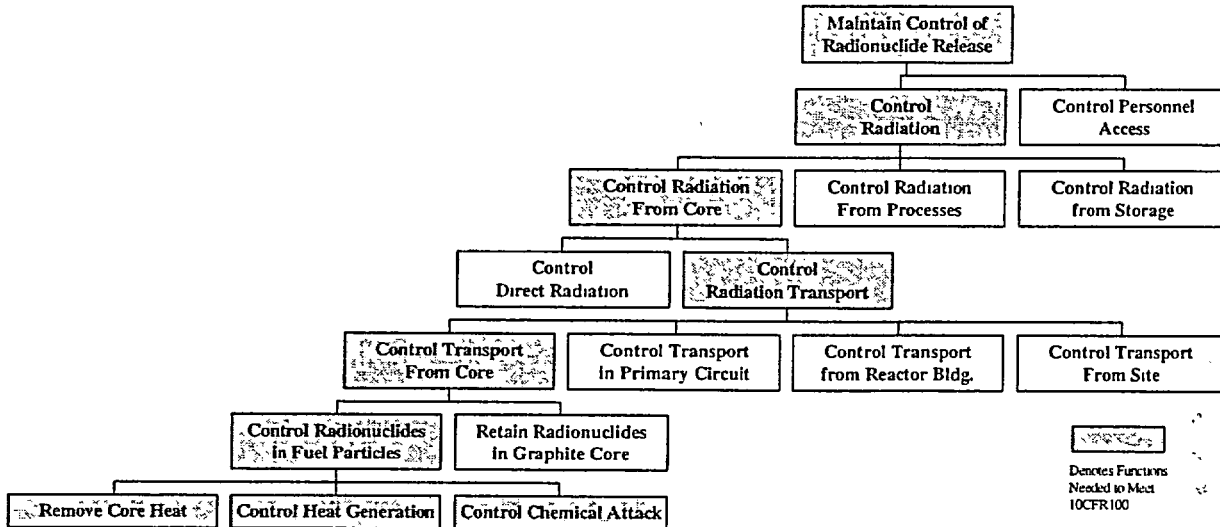 Maintain Control of
Radionuclide Release
Control
Radiation
Control Personnel
Access
Control Radiation
From Core
Control Radiation
From Processes
Control Radiation
from Storage
Control
Direct Radiation
Control
Radiation Transport
Control Transport
From Core
Control Transport
in Primary Circuit
Control Transport
from Reactor Bldg.
Control Transport
From Site
Control Radionuclides
in Fuel Particles
Retain Radionuclides
in Graphite Core
Denotes Functions
Needed to Meet
10CFR100
Remove Core Heat
Control Heat Generation
Control Chemical Attack